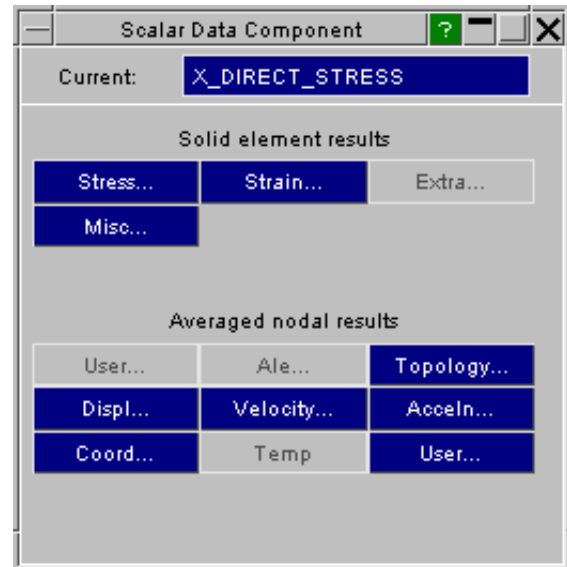 Scalar Data Component ?
Current: X_DIRECT_STRESS
Solid element results
Stress... Strain... Extra...
Misc...
Averaged nodal results
User... Ale... Topology...
Displ... Velocity... Acceln...
Coord... Temp User...